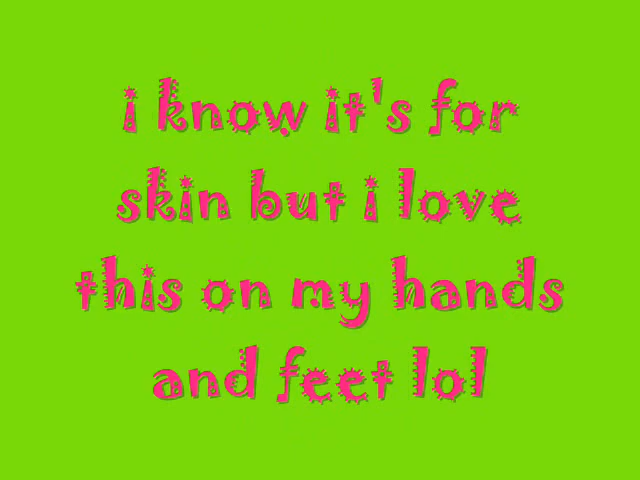 i know it's for
skin but i love
this on my hands
and feet lol